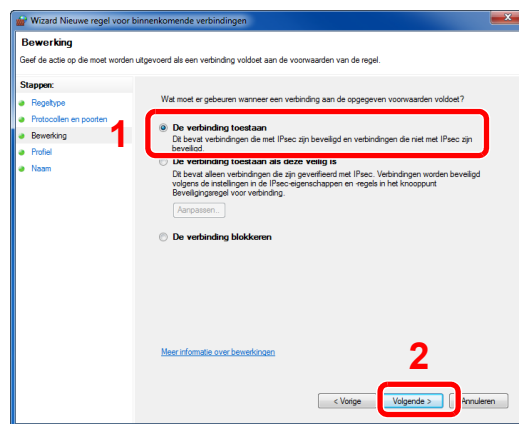 Wizard Nieuwe regel voor binnenkomende verbindingen
Bewerking
Geef de actie op die moet worden uitgevoerd als een verbinding voldoet aan de voorwaarden van de regel.
Stappen:
Regeltype
Protocollen en poorten
Bewerking
Profiel
Naam
1
Wat moet er gebeuren wanneer een verbinding aan de opgegeven voorwaarden voldoet?
De verbinding toestaan
Dit bevat verbindingen die met IPsec zijn beveiligd en verbindingen die niet met IPsec zijn
beveiligd.
De verbinding toestaan als deze veilig is
Dit bevat alleen verbindingen die zijn geverifieerd met IPsec. Verbindingen worden beveiligd
volgens de instellingen in de IPsec-eigenschappen en -regels in het knooppunt
Beveiligingsregel voor verbinding.
Aanpassen...
De verbinding blokkeren
Meer informatie over bewerkingen
2
< Vorige
Volgende >
Annuleren